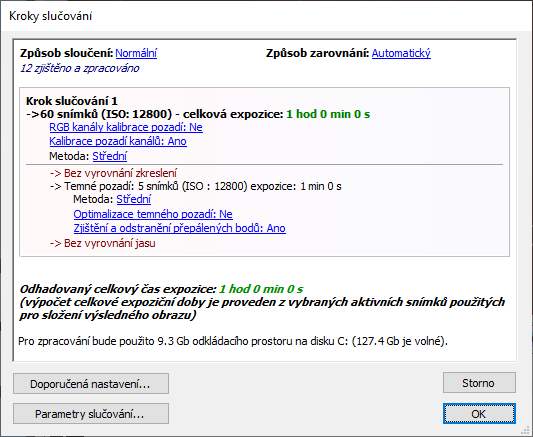 Kroky slučování
Způsob sloučení: Normální Způsob zarovnání: Automatický
12 zjištěno a zpracováno
Krok slučování 1
->60 snímků (ISO: 12800) - celková expozice: 1 hod 0 min 0 s
RGB kanály kalibrace pozadí: Ne
Kalibrace pozadí kanálů: Ano
Metoda: Střední
-> Bez vyrovnání zkreslení
-> Temné pozadí: 5 snímků (ISO : 12800) expozice: 1 min 0 s
Metoda: Střední
Optimalizace temného pozadí: Ne
Zjištění a odstranění přepálených bodů: Ano
-> Bez vyrovnání jasu
Odhadovaný celkový čas expozice: 1 hod 0 min 0 s
(výpočet celkové expoziční doby je proveden z vybraných aktivních snímků použitých
pro složení výsledného obrazu)
Pro zpracování bude použito 9.3 Gb odkládacího prostoru na disku C: (127.4 Gb je volné).
Doporučená nastavení... Storno
Parametry slučování... OK